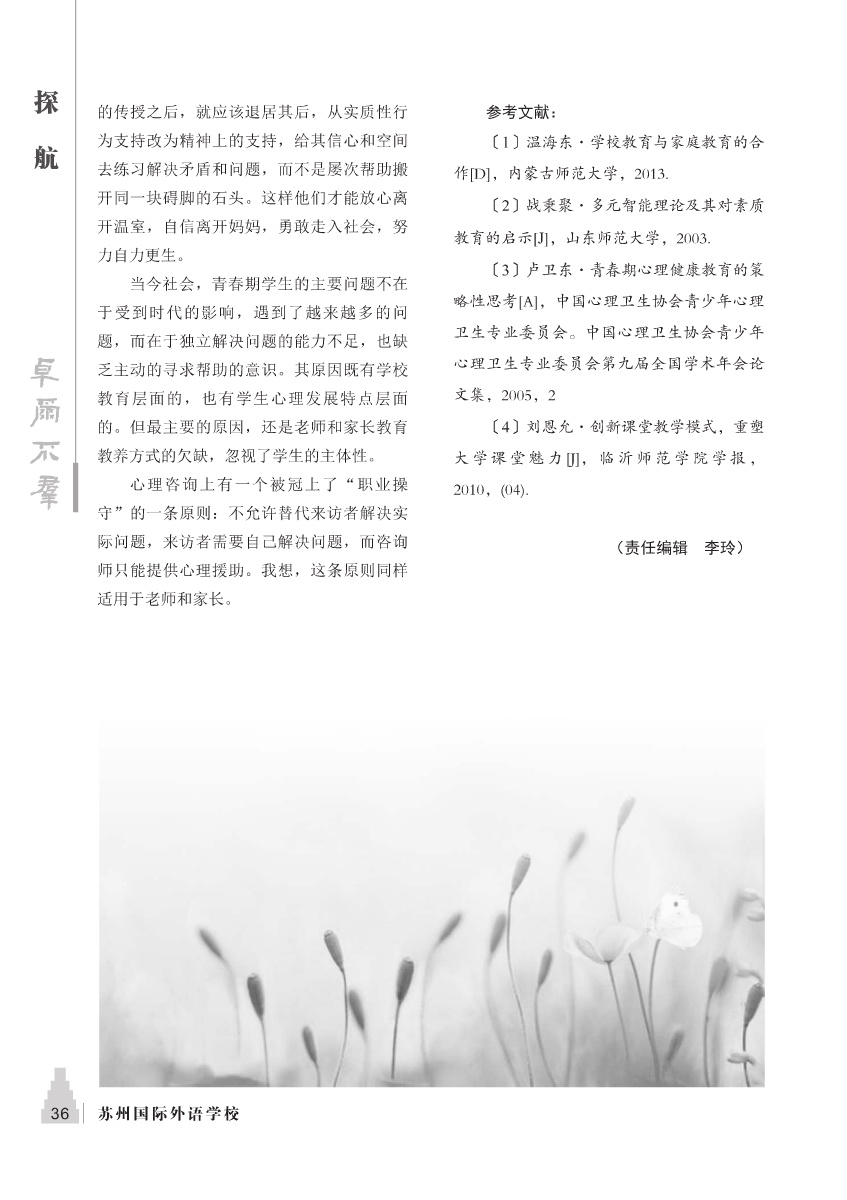 探
航
卓
尔
不
群
的传授之后，就应该退居其后，从实质性行
为支持改为精神上的支持，给其信心和空间
去练习解决矛盾和问题，而不是屡次帮助搬
开同一块碍脚的石头。这样他们才能放心离
开温室，自信离开妈妈，勇敢走入社会，努
力自力更生。
当今社会，青春期学生的主要问题不在
于受到时代的影响，遇到了越来越多的问
题，而在于独立解决问题的能力不足，也缺
乏主动的寻求帮助的意识。其原因既有学校
教育层面的，也有学生心理发展特点层面
的。但最主要的原因，还是老师和家长教育
教养方式的欠缺，忽视了学生的主体性。
心理咨询上有一个被冠上了“职业操
守”的一条原则：不允许替代来访者解决实
际问题，来访者需要自己解决问题，而咨询
师只能提供心理援助。我想，这条原则同样
适用于老师和家长。
参考文献：
〔1〕温海东·学校教育与家庭教育的合
作[D]，内蒙古师范大学，2013.
〔2〕战乘聚·多元智能理论及其对素质
教育的启示[J]，山东师范大学，2003.
〔3〕卢卫东·青春期心理健康教育的策
略性思考[A]，中国心理卫生协会青少年心理
卫生专业委员会。中国心理卫生协会青少年
心理卫生专业委员会第九届全国学术年会论
文集，2005，2
〔4〕刘恩允·创新课堂教学模式，重塑
大学课堂魅力[J]，临沂师范学院学报，
2010，(04).
（责任编辑　李玲）
36
苏州国际外语学校